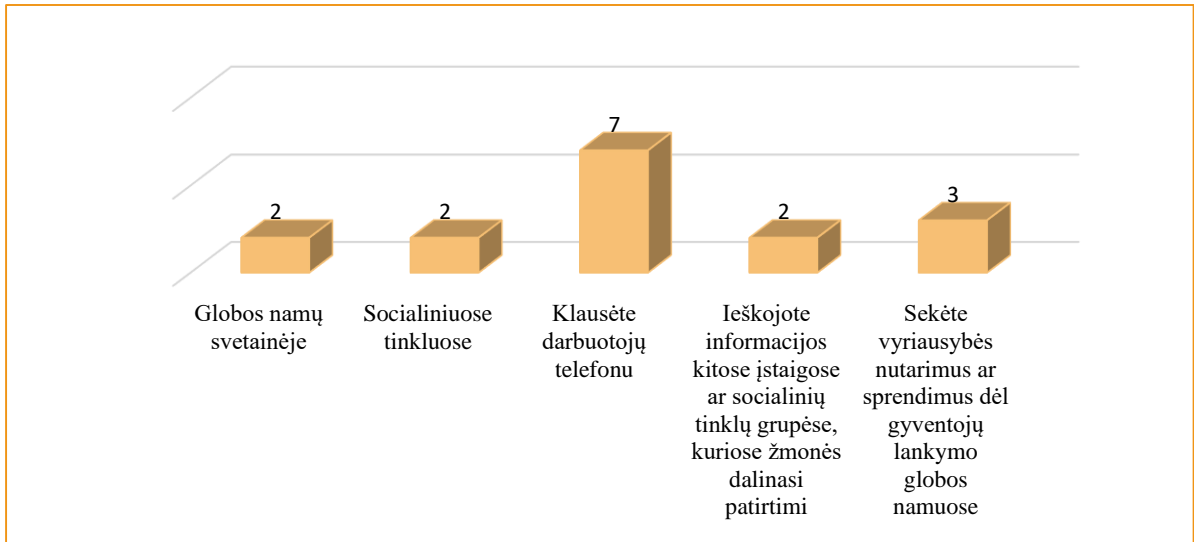 2
2
7
2
3
Globos namų
svetainėje
Socialiniuose
tinkluose
Klausėte
darbuotojų
telefonu
Ieškojote
informacijos
kitose įstaigose
ar socialinių
tinklų grupėse,
kuriose žmonės
dalinasi
patirtimi
Sekėte
vyriausybės
nutarimus ar
sprendimus dėl
gyventojų
lankymo
globos
namuose